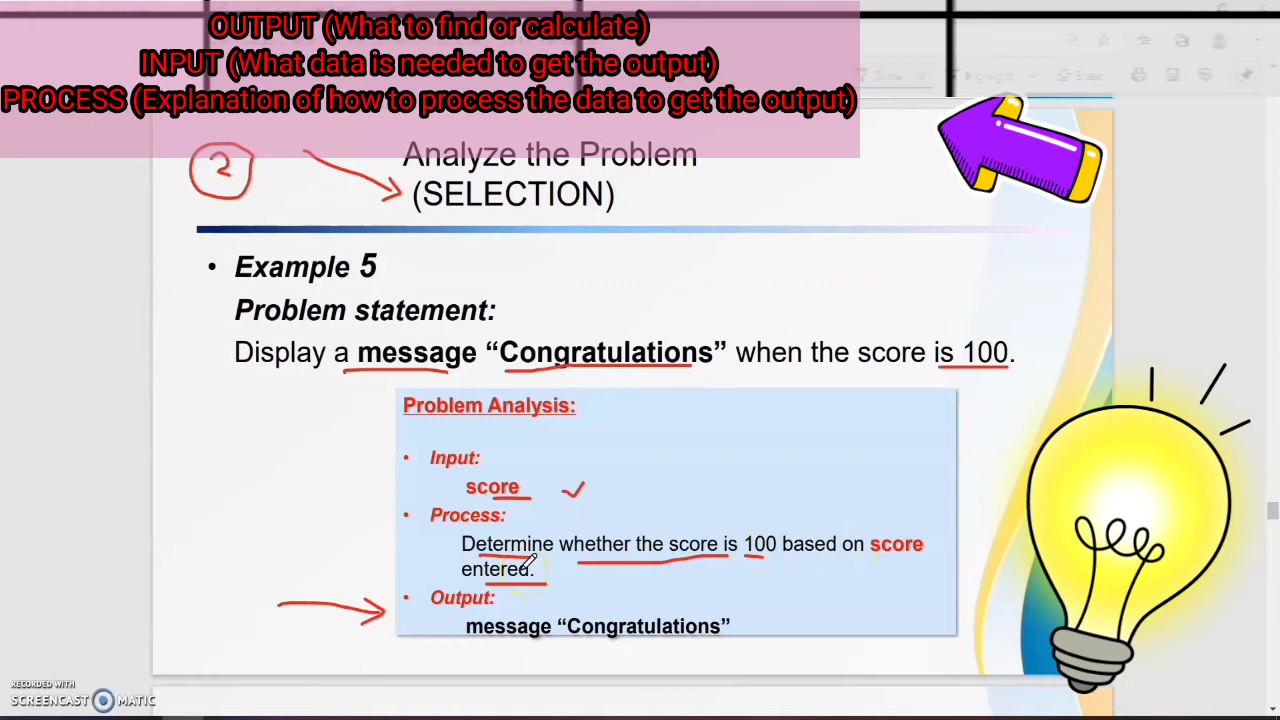 OUTPUT (What to find or calculate)
INPUT (What data is needed to get the output)
PROCESS (Explanation of how to process the data to get the output)
2
Analyze the Problem
(SELECTION)
• Example 5
Problem statement:
Display a message “Congratulations” when the score is 100.
Problem Analysis:
• Input:
score
• Process:
Determine whether the score is 100 based on score
entered.
• Output:
message “Congratulations”
RECORDED WITH
SCREENCAST MATIC